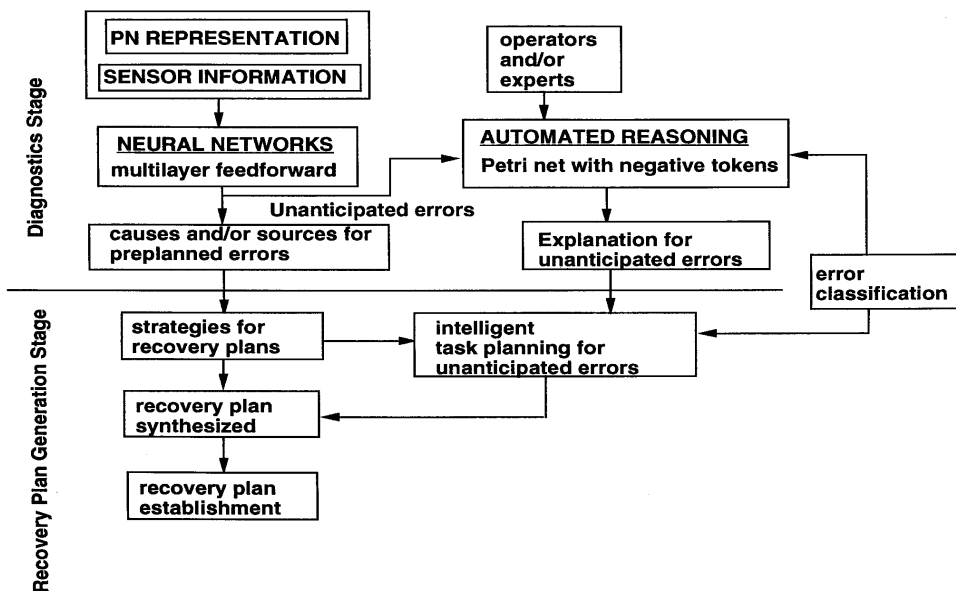 Diagnostics Stage
PN REPRESENTATION
SENSOR INFORMATION
operators
and/or
experts
NEURAL NETWORKS
multilayer feedforward
AUTOMATED REASONING
Petri net with negative tokens
Unanticipated errors
causes and/or sources for
preplanned errors
Explanation for
unanticipated errors
error
classification
Recovery Plan Generation Stage
strategies for
recovery plans
intelligent
task planning for
unanticipated errors
recovery plan
synthesized
recovery plan
establishment